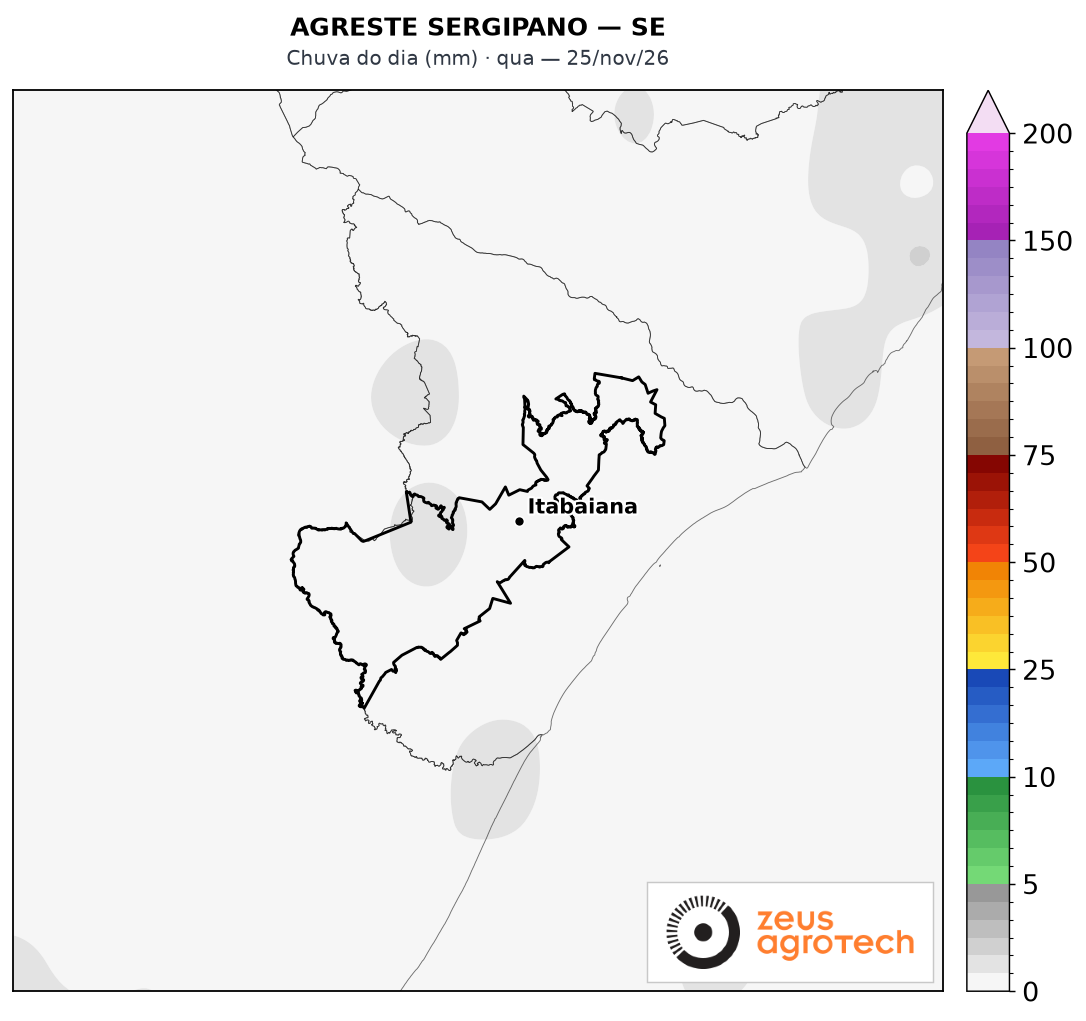 AGRESTE SERGIPANO — SE
Chuva do dia (mm) · qua — 25/nov/26
200
150
100
75
50
25
10
5
0
Itabaiana
zeus
agrotech